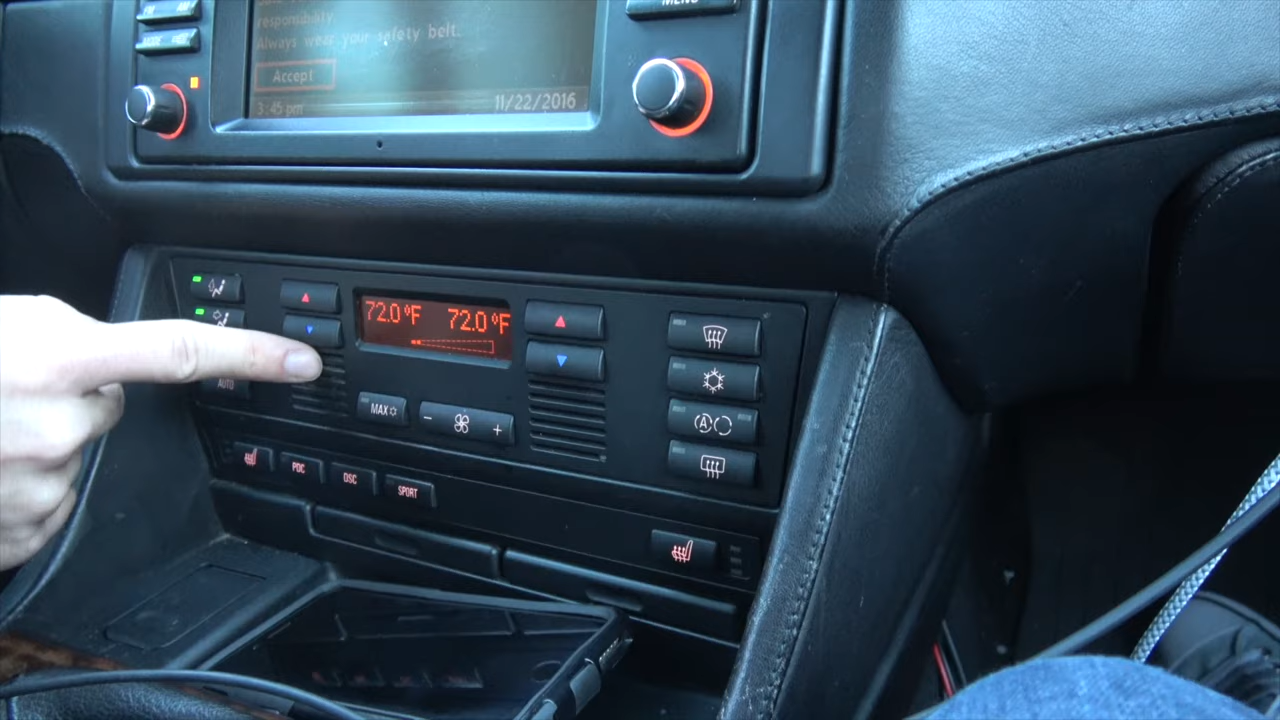 MENU
responsibility.
Always wear your safety belt.
Accept
3:45 pm
11/22/2016
72.0°F
72.0°F
AUTO
MAX
- +
A
PDC
DSC
SPORT